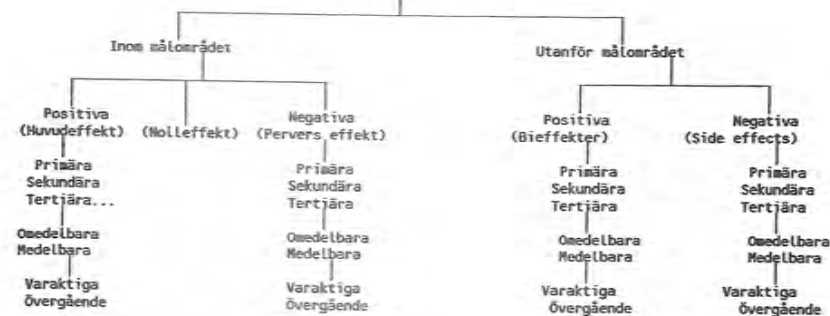 Inom målområdet
Utanför målområdet
Positiva
(Huvudeffekt)
(Nolleffekt)
Negativa
(Pervers effekt)
Positiva
(Bieffekter)
Negativa
(Side effects)
Primära
Sekundära
Tertjära...
Omedelbara
Medelbara
Varaktiga
Övergående
Primära
Sekundära
Tertjära
Omedelbara
Medelbara
Varaktiga
Övergående
Primära
Sekundära
Tertjära
Omedelbara
Medelbara
Varaktiga
Övergående
Primära
Sekundära
Tertjära
Omedelbara
Medelbara
Varaktiga
Övergående